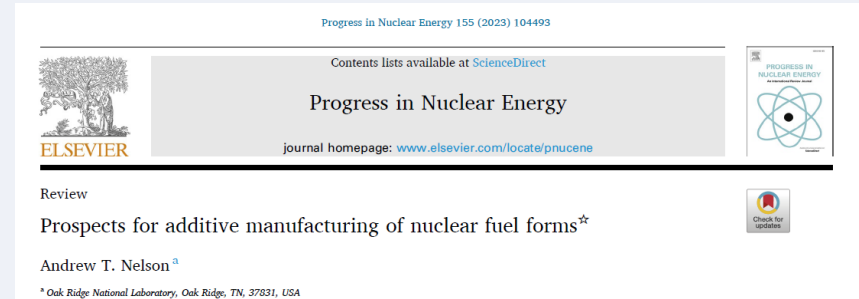 Progress in Nuclear Energy 155 (2023) 104493
Contents lists available at ScienceDirect
Progress in Nuclear Energy
journal homepage: www.elsevier.com/locate/pnucene
ELSEVIER
PROGRESS IN
NUCLEAR ENERGY
Review
Prospects for additive manufacturing of nuclear fuel forms☆
Check for
updates
Andrew T. Nelson a
a Oak Ridge National Laboratory, Oak Ridge, TN, 37831, USA